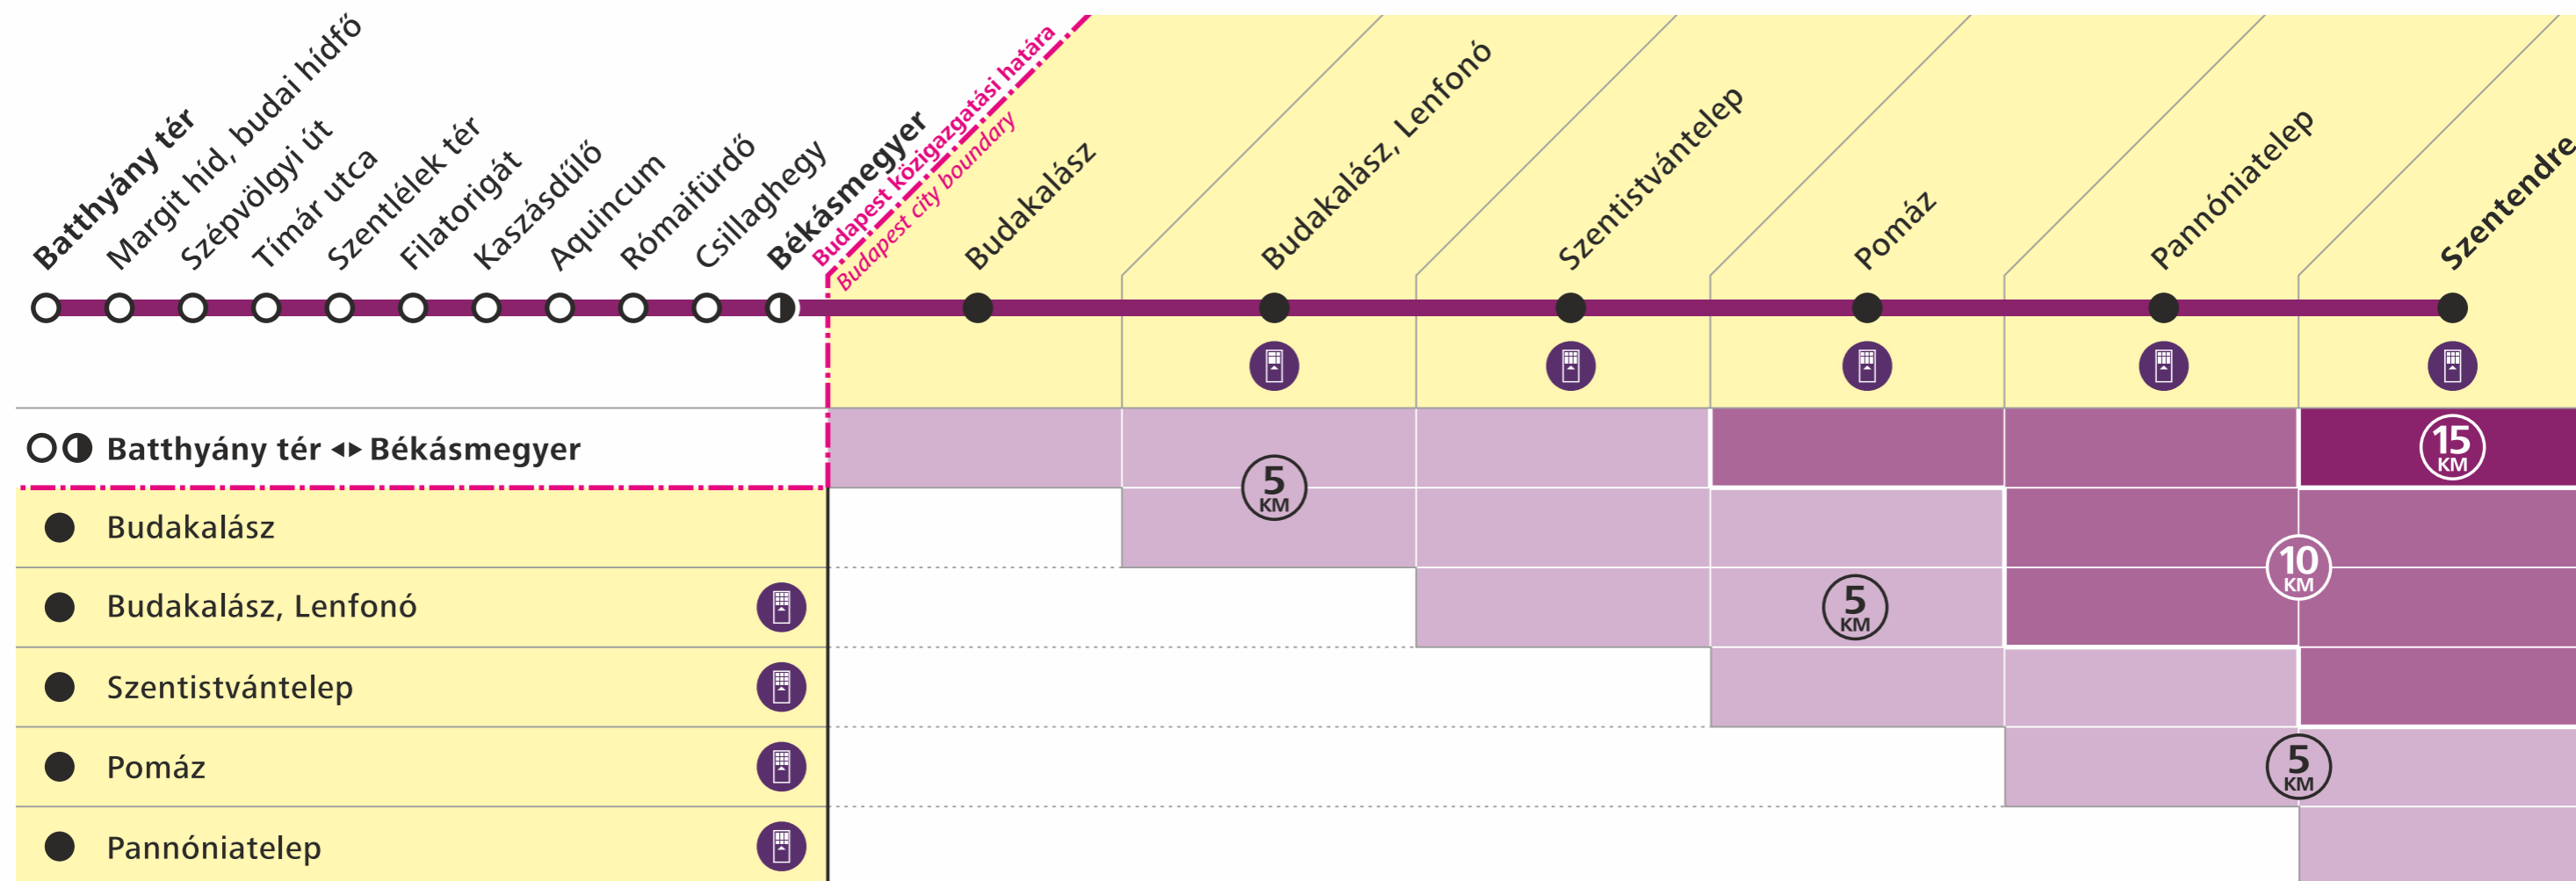 Batthyány tér
Margit híd, budai hídfő
Szépvölgyi út
Tímár utca
Szentlélek tér
Filatorigát
Kaszásdűlő
Aquincum
Rómaifürdő
Csillaghegy
Békásmegyer
Budapest közigazgatási határa
Budapest city boundary
Budakalász
Budakalász, Lenfonó
Szentistvántelep
Pomáz
Pannóniatelep
Szentendre
Batthyány tér ◄► Békásmegyer
15
KM
5
KM
Budakalász
10
KM
Budakalász, Lenfonó
5
KM
Szentistvántelep
Pomáz
5
KM
Pannóniatelep